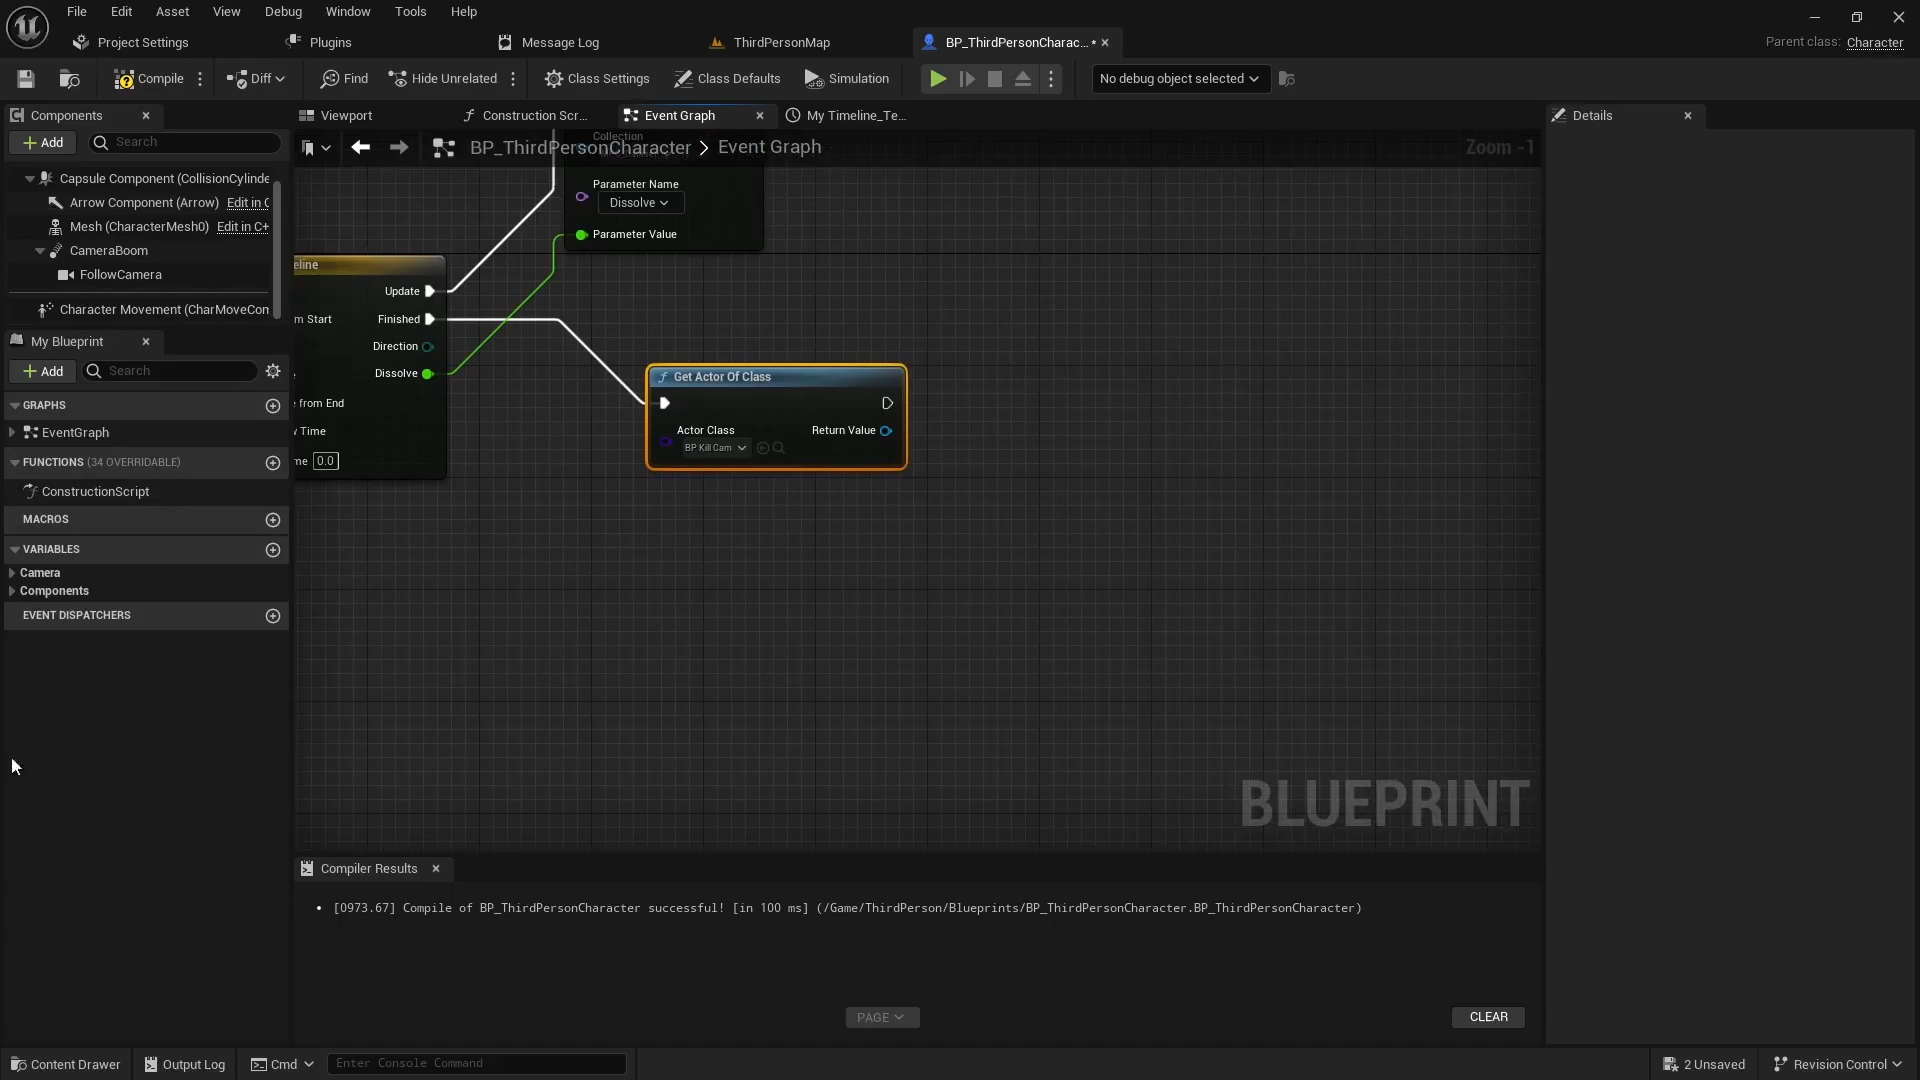 File Edit Asset View Debug Window Tools Help
Project Settings Plugins Message Log ThirdPersonMap BP_ThirdPersonCharac... * Parent class: Character
Compile Diff Find Hide Unrelated Class Settings Class Defaults Simulation No debug object selected
Components
Add Search
Capsule Component (CollisionCylinde
Arrow Component (Arrow) Edit in C
Mesh (CharacterMesh0) Edit in C+
CameraBoom
FollowCamera
Character Movement (CharMoveCom
My Blueprint
Add Search
GRAPHS
EventGraph
FUNCTIONS (34 OVERRIDABLE)
ConstructionScript
MACROS
VARIABLES
Camera
Components
EVENT DISPATCHERS
Viewport Construction Scr... Event Graph My Timeline_Te...
BP_ThirdPersonCharacter > Event Graph
Zoom -1
Collection
Parameter Name
Dissolve
Parameter Value
eline
Update
m Start Finished
Direction
Dissolve
e
e from End
v Time
me 0.0
Get Actor Of Class
Actor Class Return Value
BP Kill Cam
BLUEPRINT
Compiler Results
[0973.67] Compile of BP_ThirdPersonCharacter successful! [in 100 ms] (/Game/ThirdPerson/Blueprints/BP_ThirdPersonCharacter.BP_ThirdPersonCharacter)
PAGE CLEAR
Details
Content Drawer Output Log Cmd Enter Console Command 2 Unsaved Revision Control